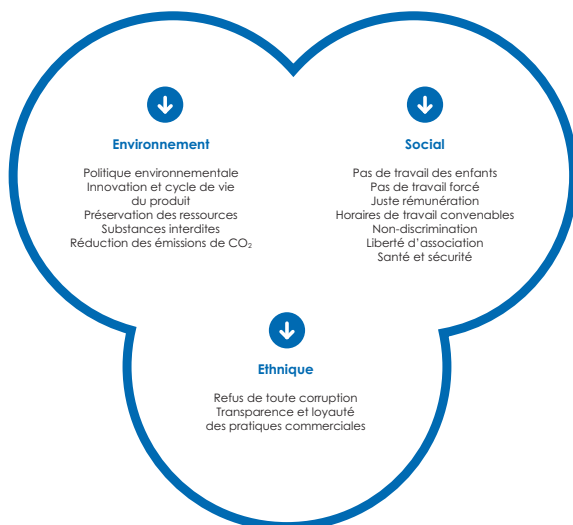 Environnement
Politique environnementale
Innovation et cycle de vie
du produit
Préservation des ressources
Substances interdites
Réduction des émissions de CO₂
Social
Pas de travail des enfants
Pas de travail forcé
Juste rémunération
Horaires de travail convenables
Non-discrimination
Liberté d’association
Santé et sécurité
Ethnique
Refus de toute corruption
Transparence et loyauté
des pratiques commerciales